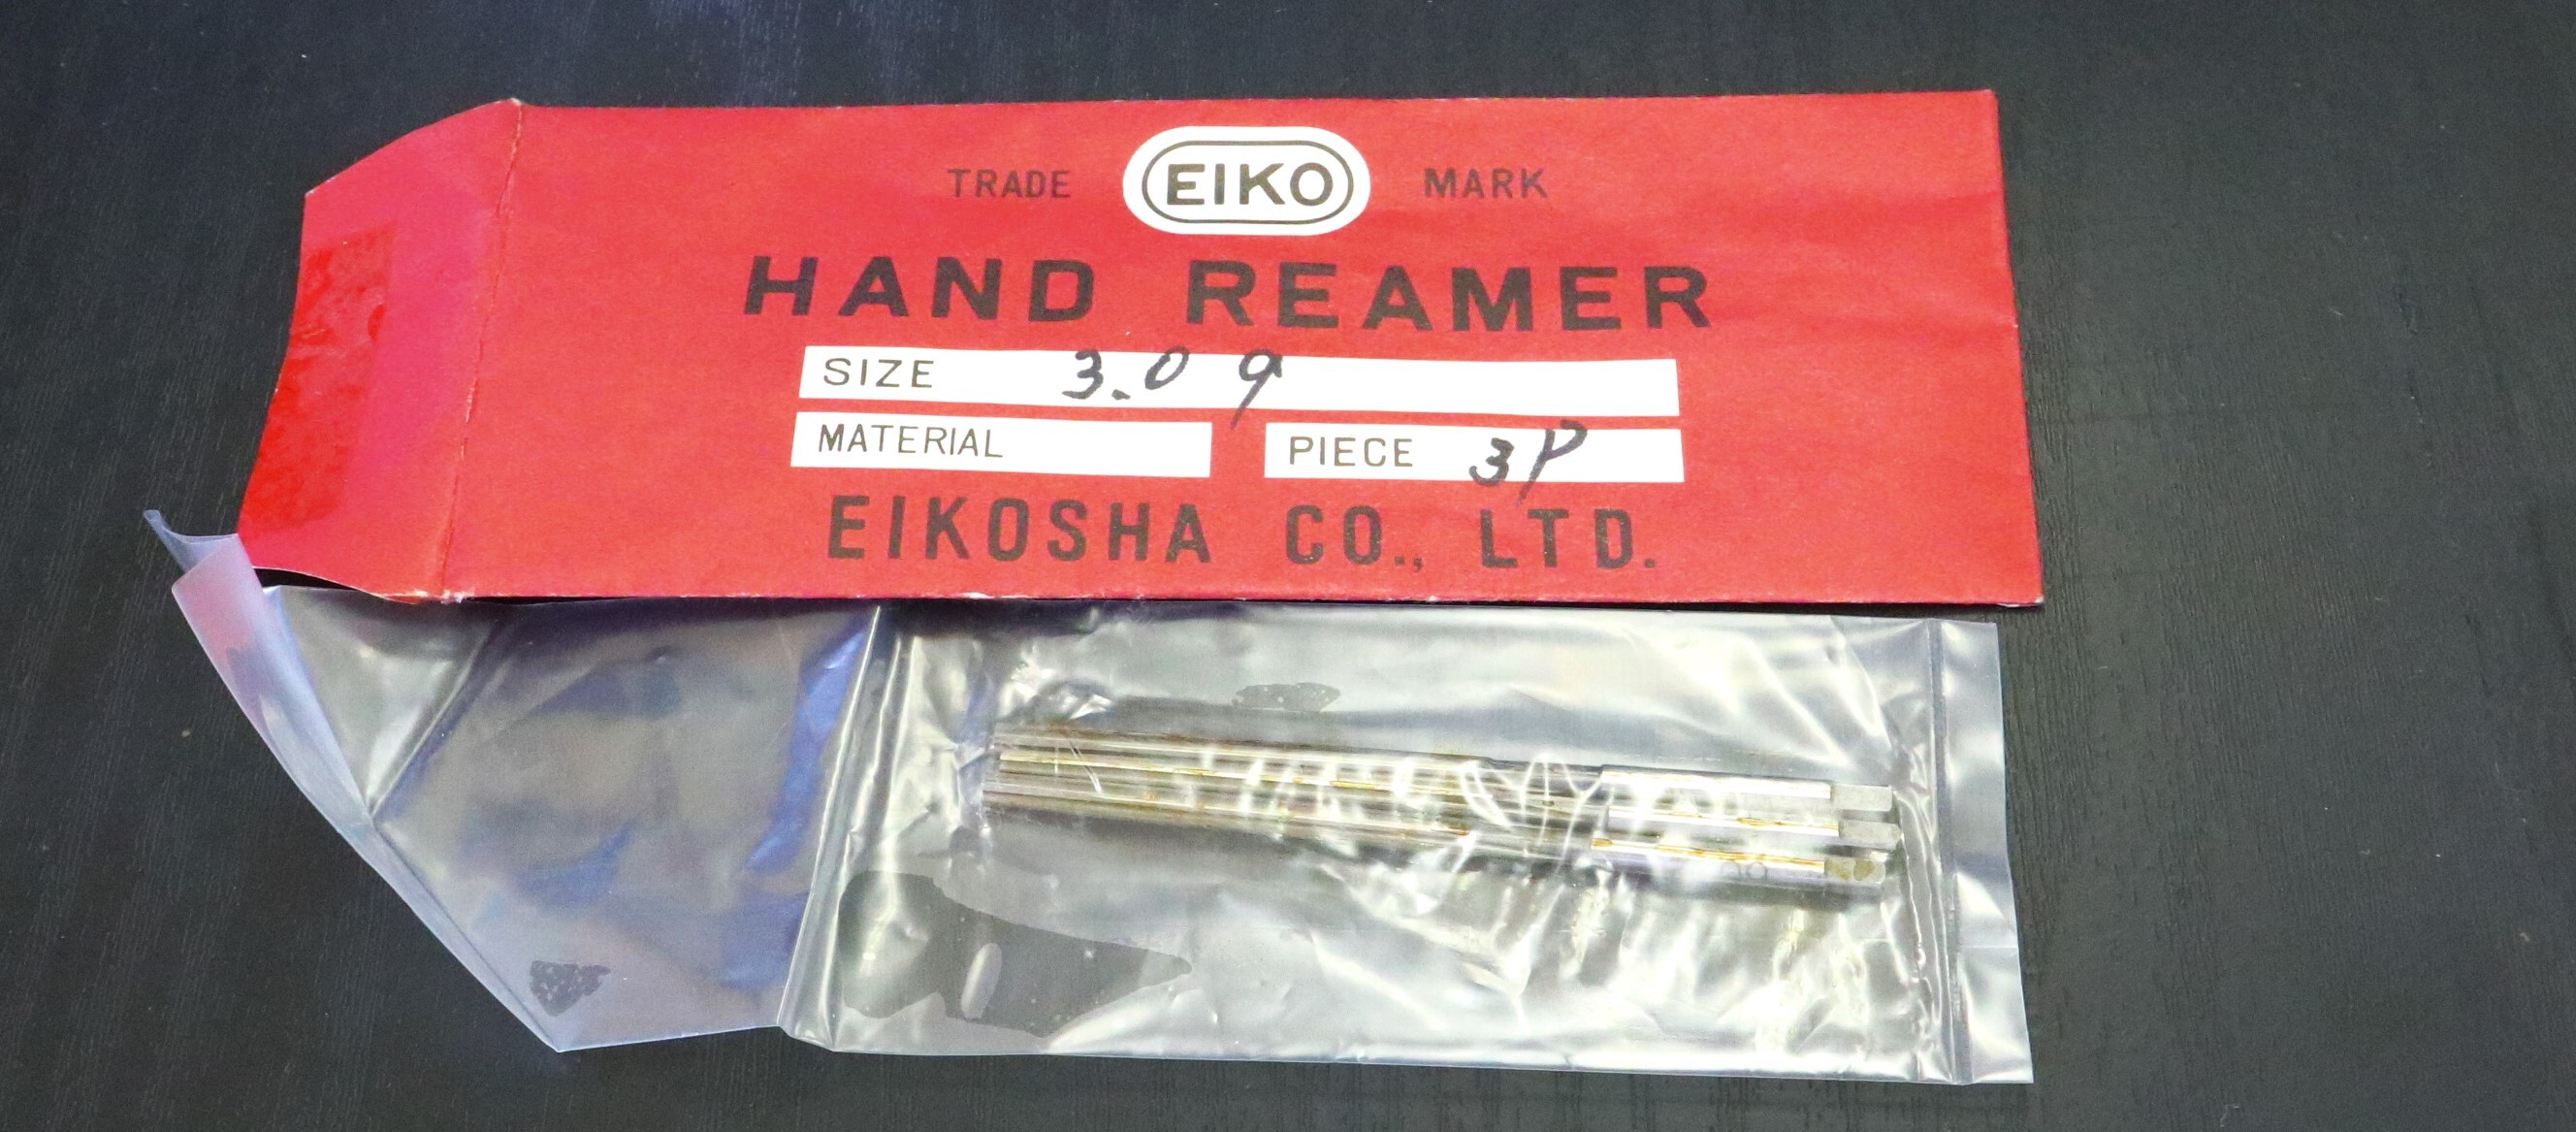 TRADE EIKO MARK
HAND REAMER
SIZE 3.09
MATERIAL PIECE 3P
EIKOSHA CO., LTD.